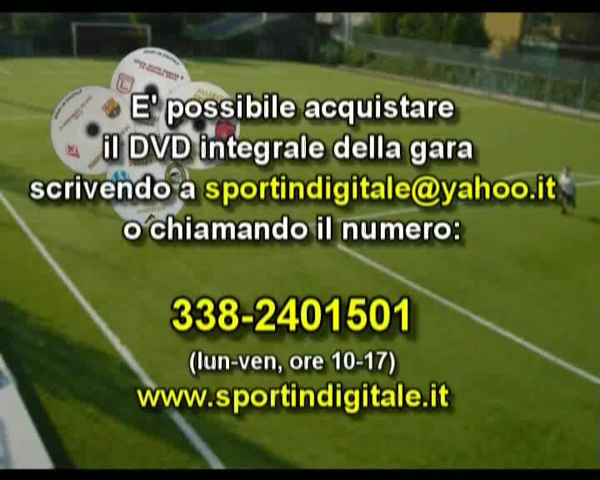 E' possibile acquistare
il DVD integrale della gara
scrivendo a sportindigitale@yahoo.it
o chiamando il numero:
338-2401501
(lun-ven, ore 10-17)
www.sportindigitale.it